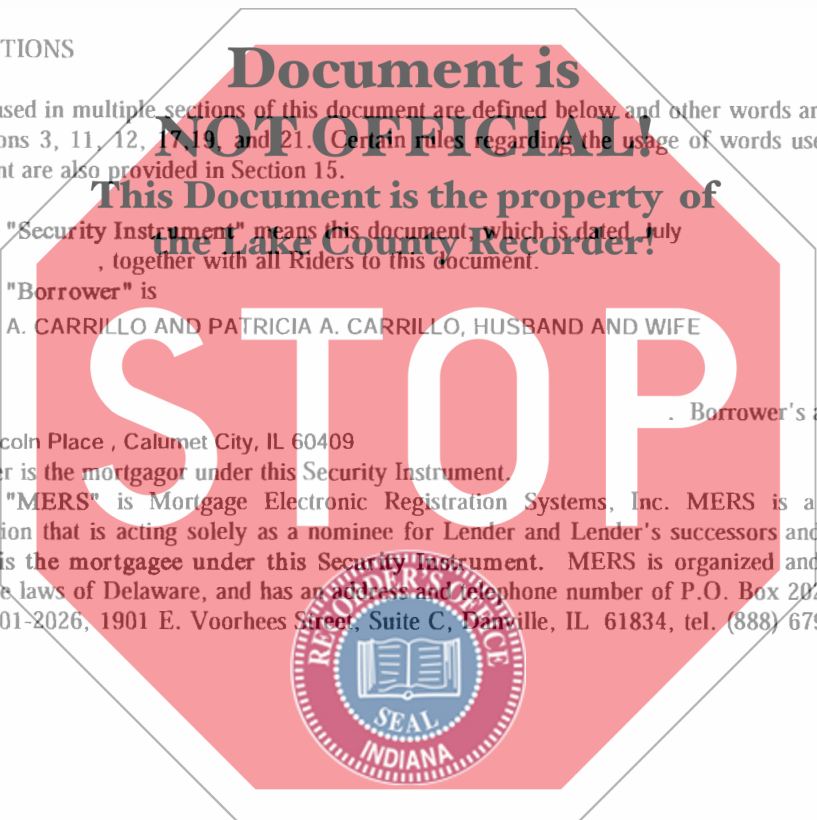 TIONS
Document is
used in multiple sections of this document are defined below and other words ar
NOT OFFICIAL!
ons 3, 11, 12, 17,19, and 21. Certain rules regarding the usage of words use
nt are also provided in Section 15.
This Document is the property of
"Security Instrument" means this document, which is dated July
the Lake County Recorder!
, together with all Riders to this document.
"Borrower" is
A. CARRILLO AND PATRICIA A. CARRILLO, HUSBAND AND WIFE
STOP
. Borrower's a
coln Place , Calumet City, IL 60409
er is the mortgagor under this Security Instrument.
"MERS" is Mortgage Electronic Registration Systems, Inc. MERS is a
ion that is acting solely as a nominee for Lender and Lender's successors and
is the mortgagee under this Security Instrument. MERS is organized and
e laws of Delaware, and has an address and telephone number of P.O. Box 202
01-2026, 1901 E. Voorhees Street, Suite C, Danville, IL 61834, tel. (888) 679
RECORDER'S OFFICE
SEAL
INDIANA